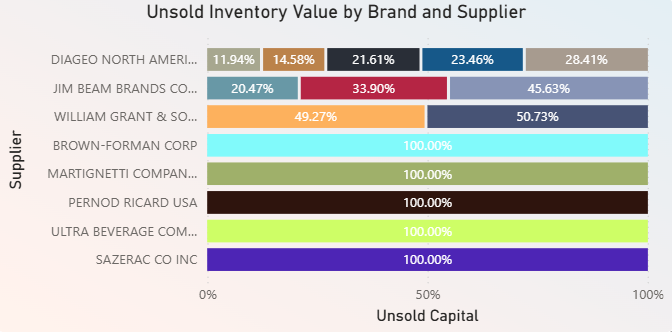 Unsold Inventory Value by Brand and Supplier
DIAGEO NORTH AMERI... 11.94% 14.58% 21.61% 23.46% 28.41%
JIM BEAM BRANDS CO... 20.47% 33.90% 45.63%
WILLIAM GRANT & SO... 49.27% 50.73%
BROWN-FORMAN CORP 100.00%
MARTIGNETTI COMPAN... 100.00%
PERNOD RICARD USA 100.00%
ULTRA BEVERAGE COM... 100.00%
SAZERAC CO INC 100.00%
Supplier
0% 50% 100%
Unsold Capital